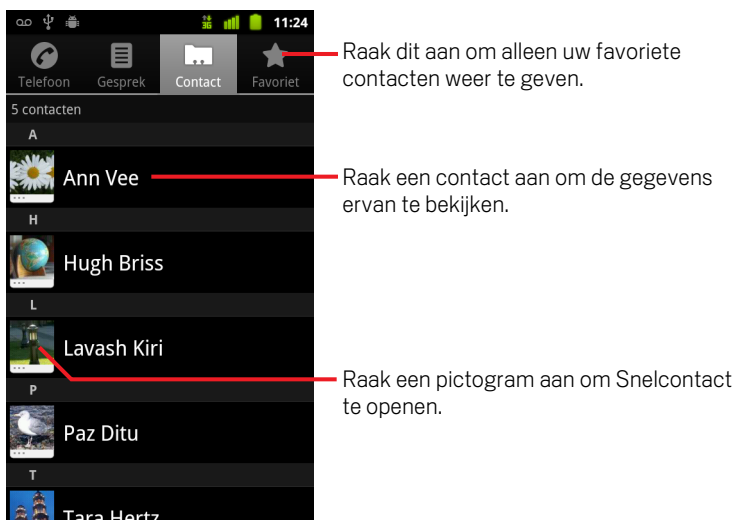 3G 11:24
Telefoon Gesprek Contact Favoriet
5 contacten
A
Ann Vee
H
Hugh Briss
L
Lavash Kiri
P
Paz Ditu
T
Tara Hertz
Raak dit aan om alleen uw favoriete
contacten weer te geven.
Raak een contact aan om de gegevens
ervan te bekijken.
Raak een pictogram aan om Snelcontact
te openen.